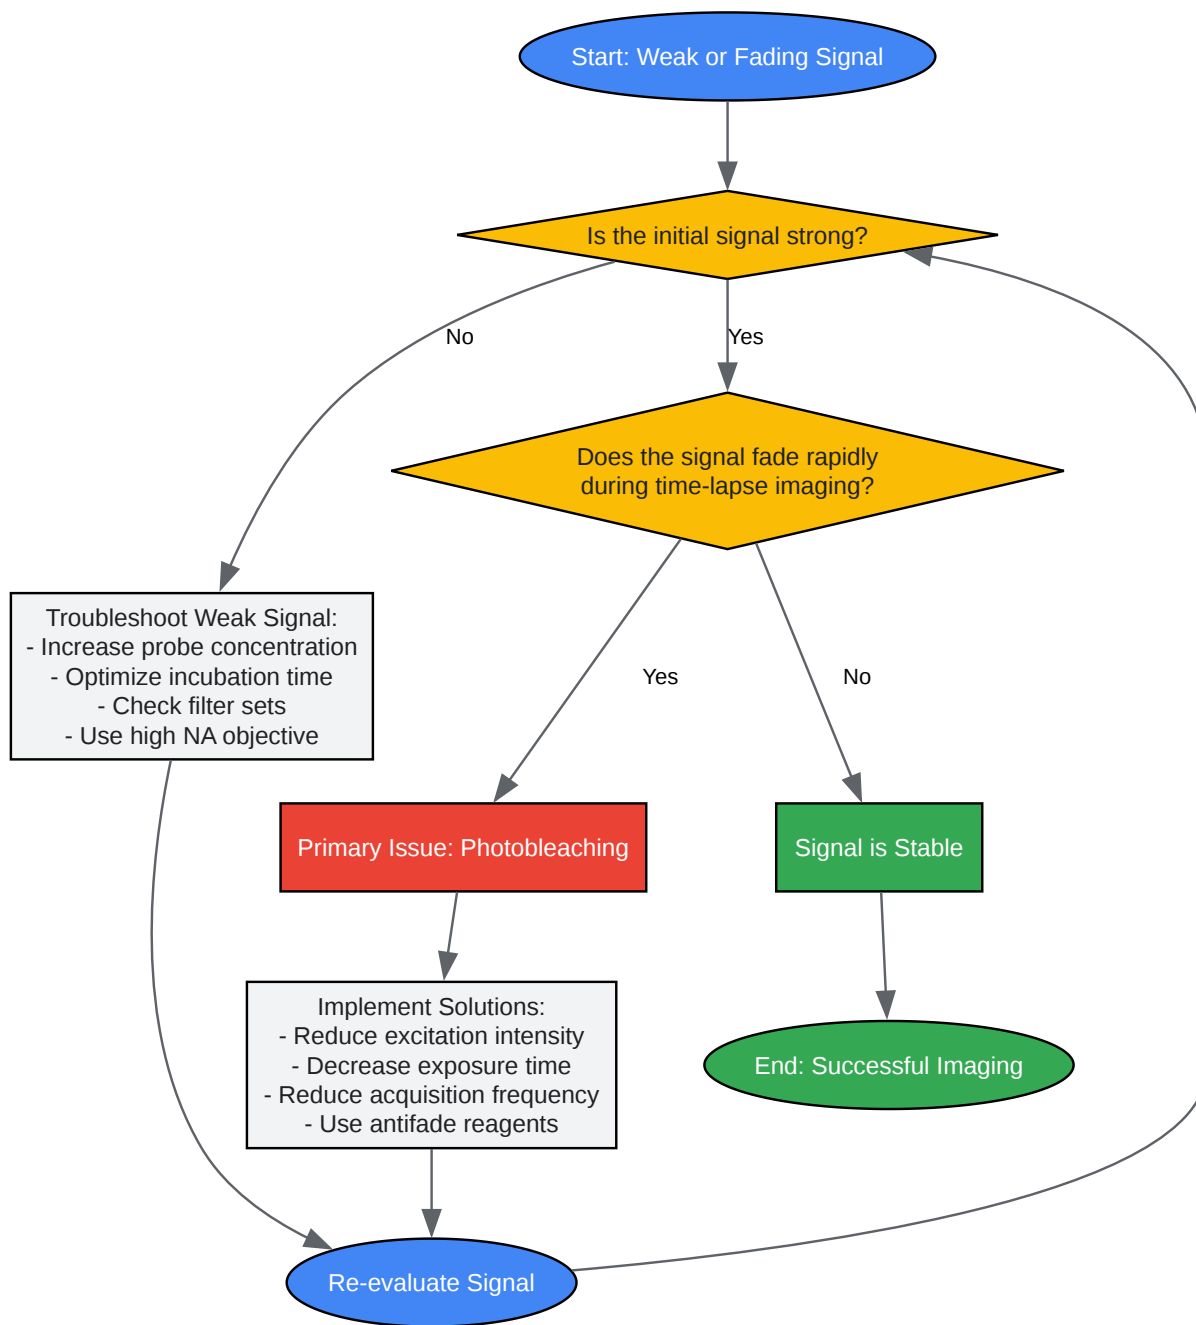 Start: Weak or Fading Signal
Is the initial signal strong?
No
Yes
Does the signal fade rapidly
during time-lapse imaging?
Troubleshoot Weak Signal:
- Increase probe concentration
- Optimize incubation time
- Check filter sets
- Use high NA objective
Yes
No
Primary Issue: Photobleaching
Signal is Stable
Implement Solutions:
- Reduce excitation intensity
- Decrease exposure time
- Reduce acquisition frequency
- Use antifade reagents
End: Successful Imaging
Re-evaluate Signal